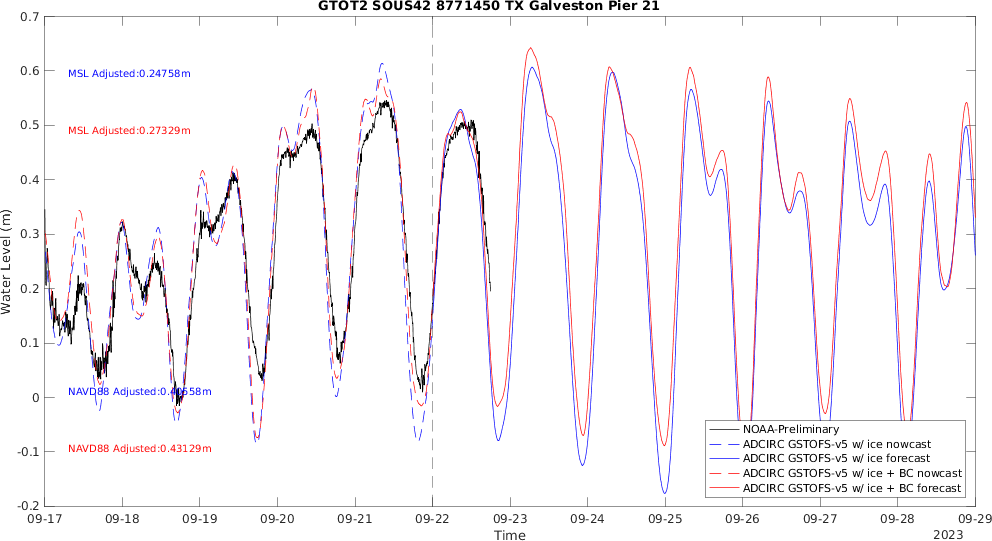 GTOT2 SOUS42 8771450 TX Galveston Pier 21
0.7
0.6
0.5
0.4
0.3
0.2
0.1
0
-0.1
-0.2
Water Level (m)
MSL Adjusted:0.24758m
MSL Adjusted:0.27329m
NAVD88 Adjusted:0.40558m
NAVD88 Adjusted:0.43129m
NOAA-Preliminary
ADCIRC GSTOFS-v5 w/ ice nowcast
ADCIRC GSTOFS-v5 w/ ice forecast
ADCIRC GSTOFS-v5 w/ ice + BC nowcast
ADCIRC GSTOFS-v5 w/ ice + BC forecast
09-17 09-18 09-19 09-20 09-21 09-22 09-23 09-24 09-25 09-26 09-27 09-28 09-29
Time
2023